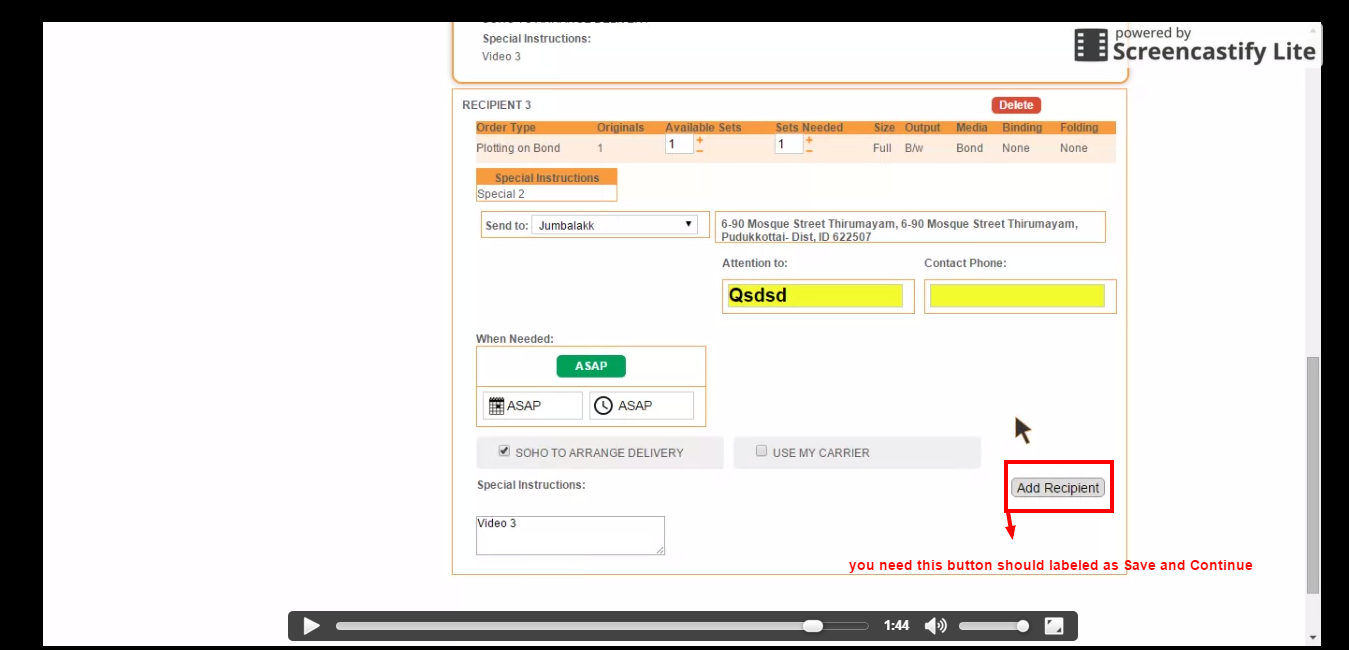 powered by
Screencastify Lite
Special Instructions:
Video 3
RECIPIENT 3
Delete
Order Type Originals Available Sets Sets Needed Size Output Media Binding Folding
Plotting on Bond 1 1 + − 1 + − Full B/w Bond None None
Special Instructions
Special 2
Send to: Jumbalakk
6-90 Mosque Street Thirumayam, 6-90 Mosque Street Thirumayam,
Pudukkottai- Dist, ID 622507
Attention to: Contact Phone:
Qsdsd
When Needed:
ASAP
ASAP ASAP
SOHO TO ARRANGE DELIVERY USE MY CARRIER
Special Instructions:
Add Recipient
Video 3
you need this button should labeled as Save and Continue
1:44